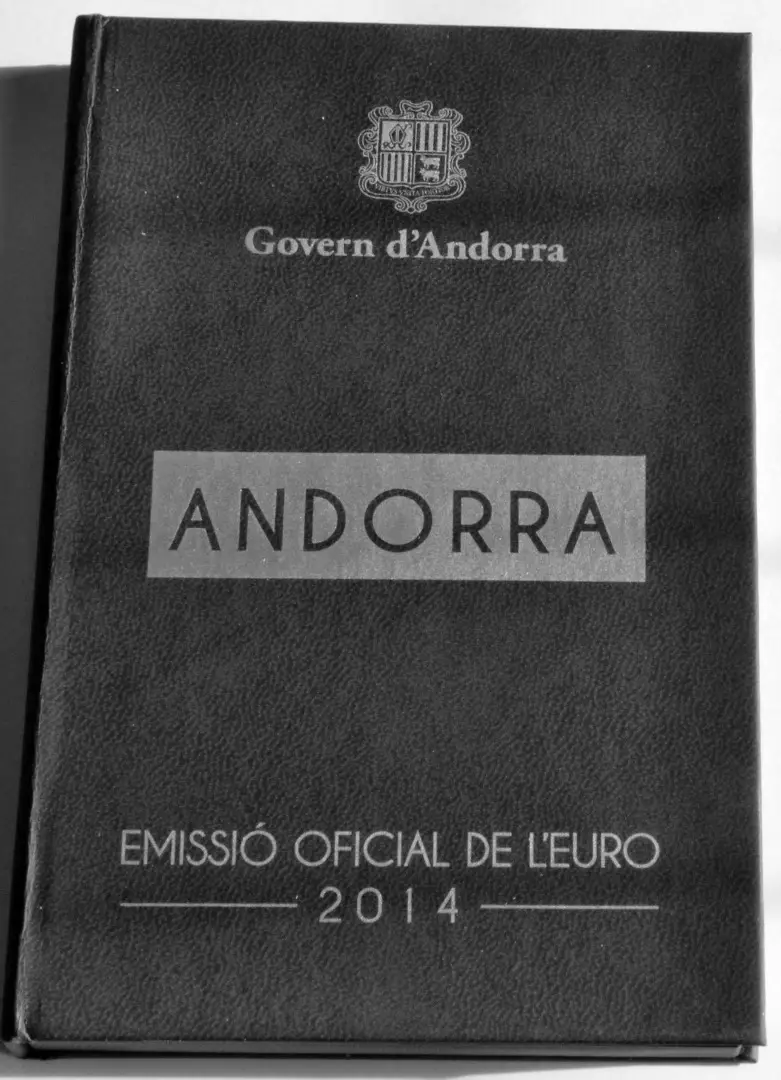 Govern d'Andorra
ANDORRA
EMISSIÓ OFICIAL DE L'EURO
2014